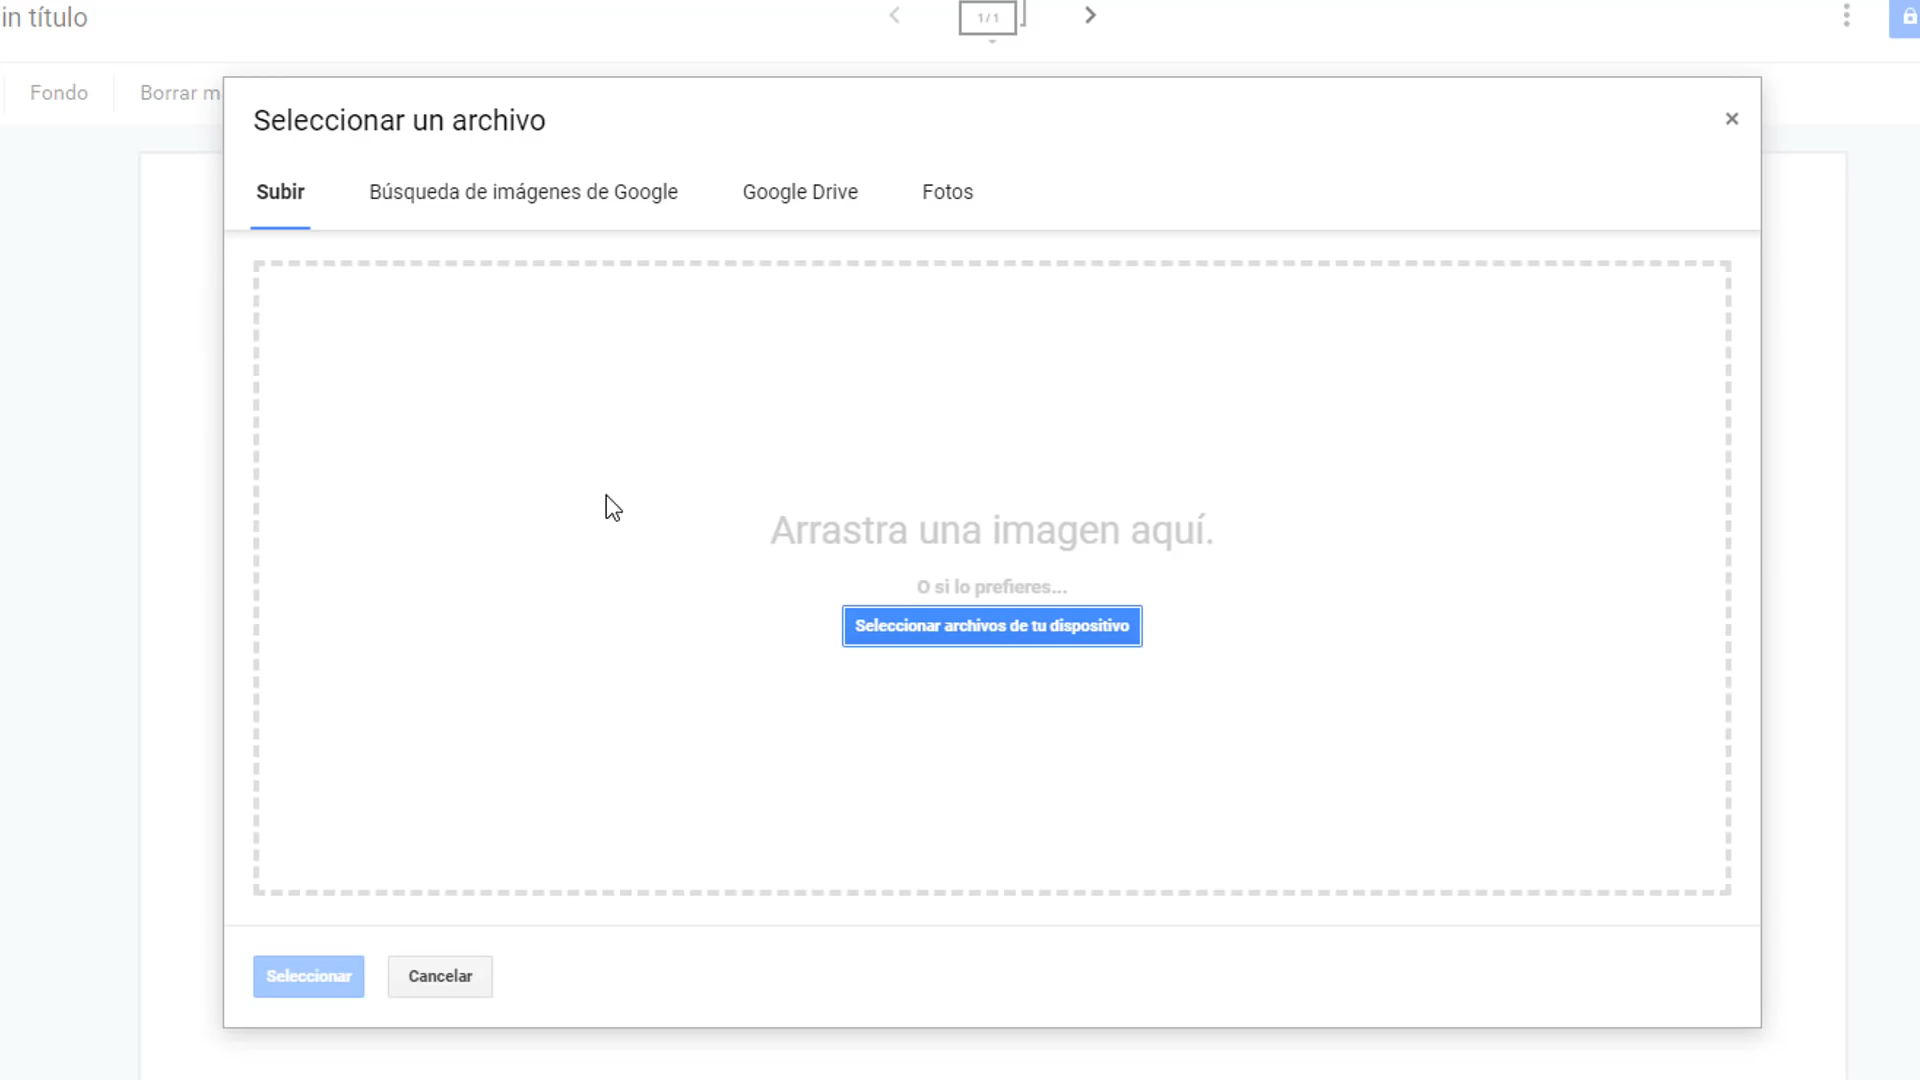 in título
1 / 1
Fondo
Borrar m
Seleccionar un archivo
Subir
Búsqueda de imágenes de Google
Google Drive
Fotos
Arrastra una imagen aquí.
O si lo prefieres...
Seleccionar archivos de tu dispositivo
Seleccionar
Cancelar